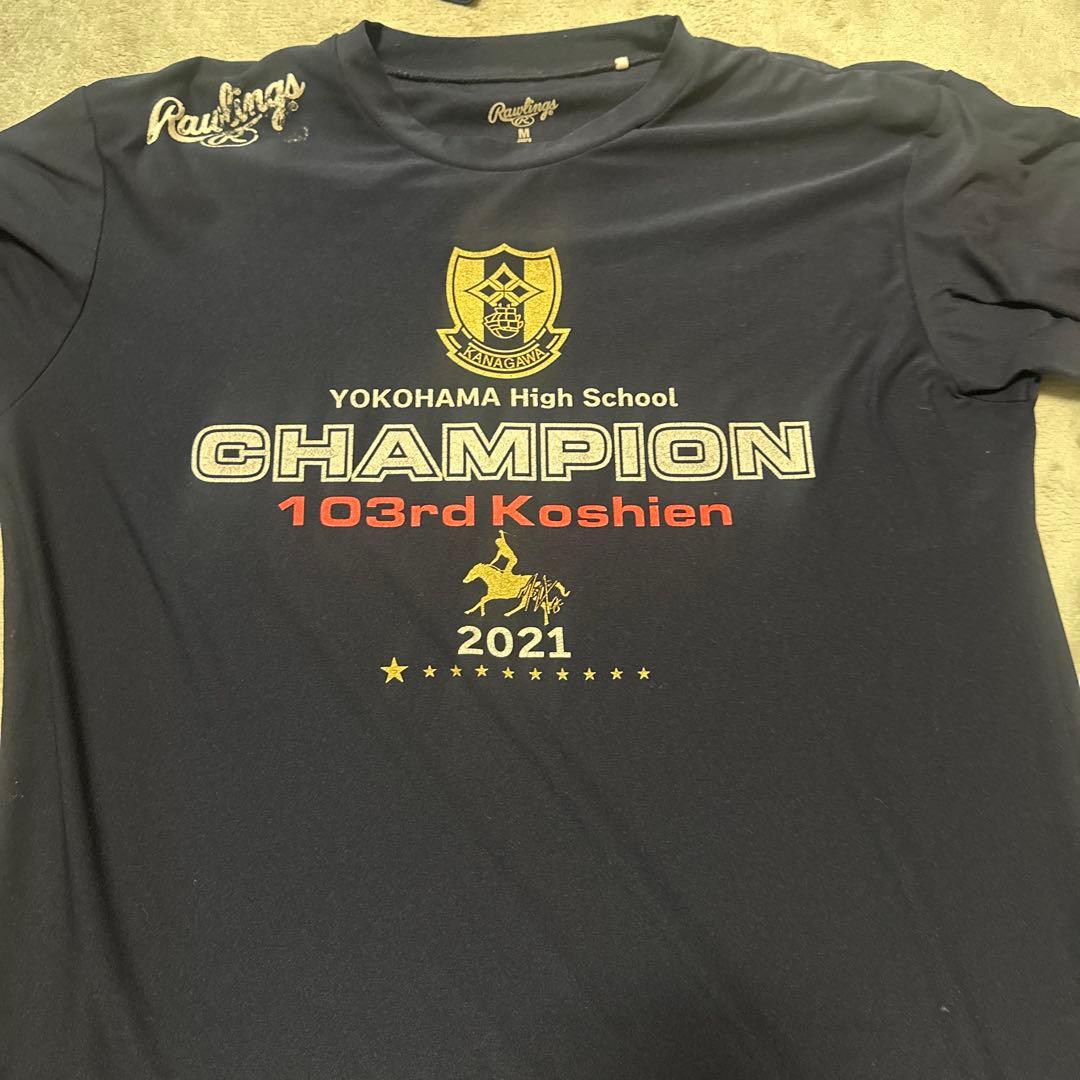 Rawlings
R
Rawlings
R
M
KANAGAWA
YOKOHAMA High School
CHAMPION
103rd Koshien
2021